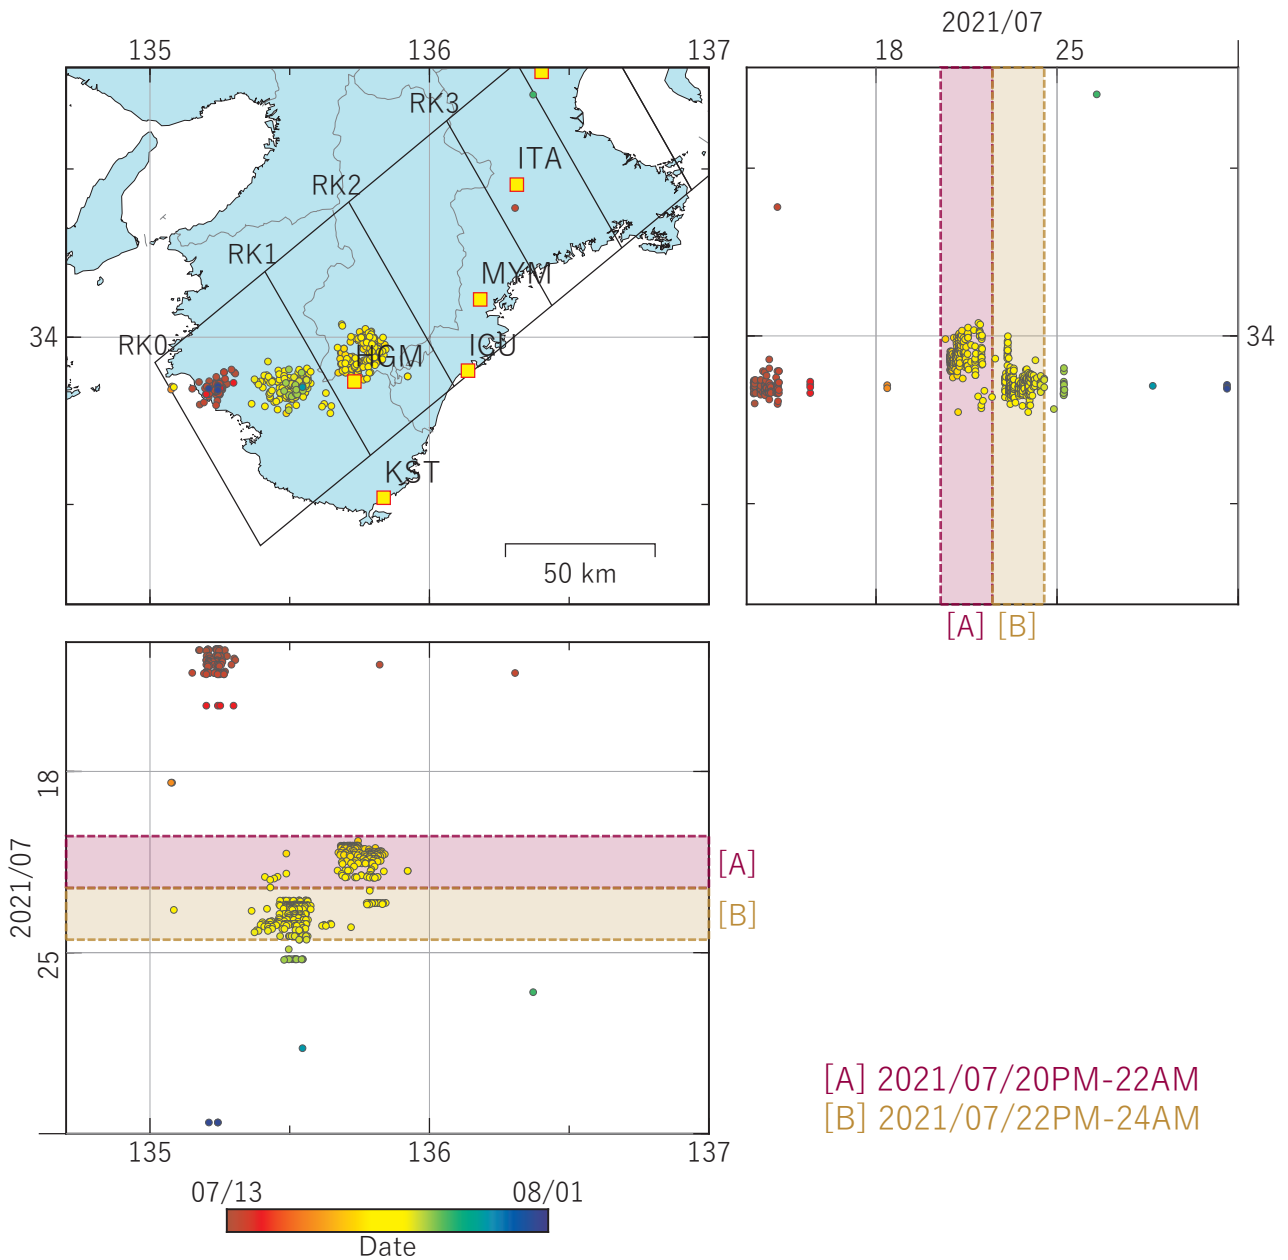 2021/07
135 136 137
18 25
RK3
ITA
RK2
RK1
MYM
34
RK0
HGM
ICU
34
KST
50 km
[A] [B]
18
[A]
2021/07
[B]
25
[A] 2021/07/20PM-22AM
[B] 2021/07/22PM-24AM
135 136 137
07/13 08/01
Date